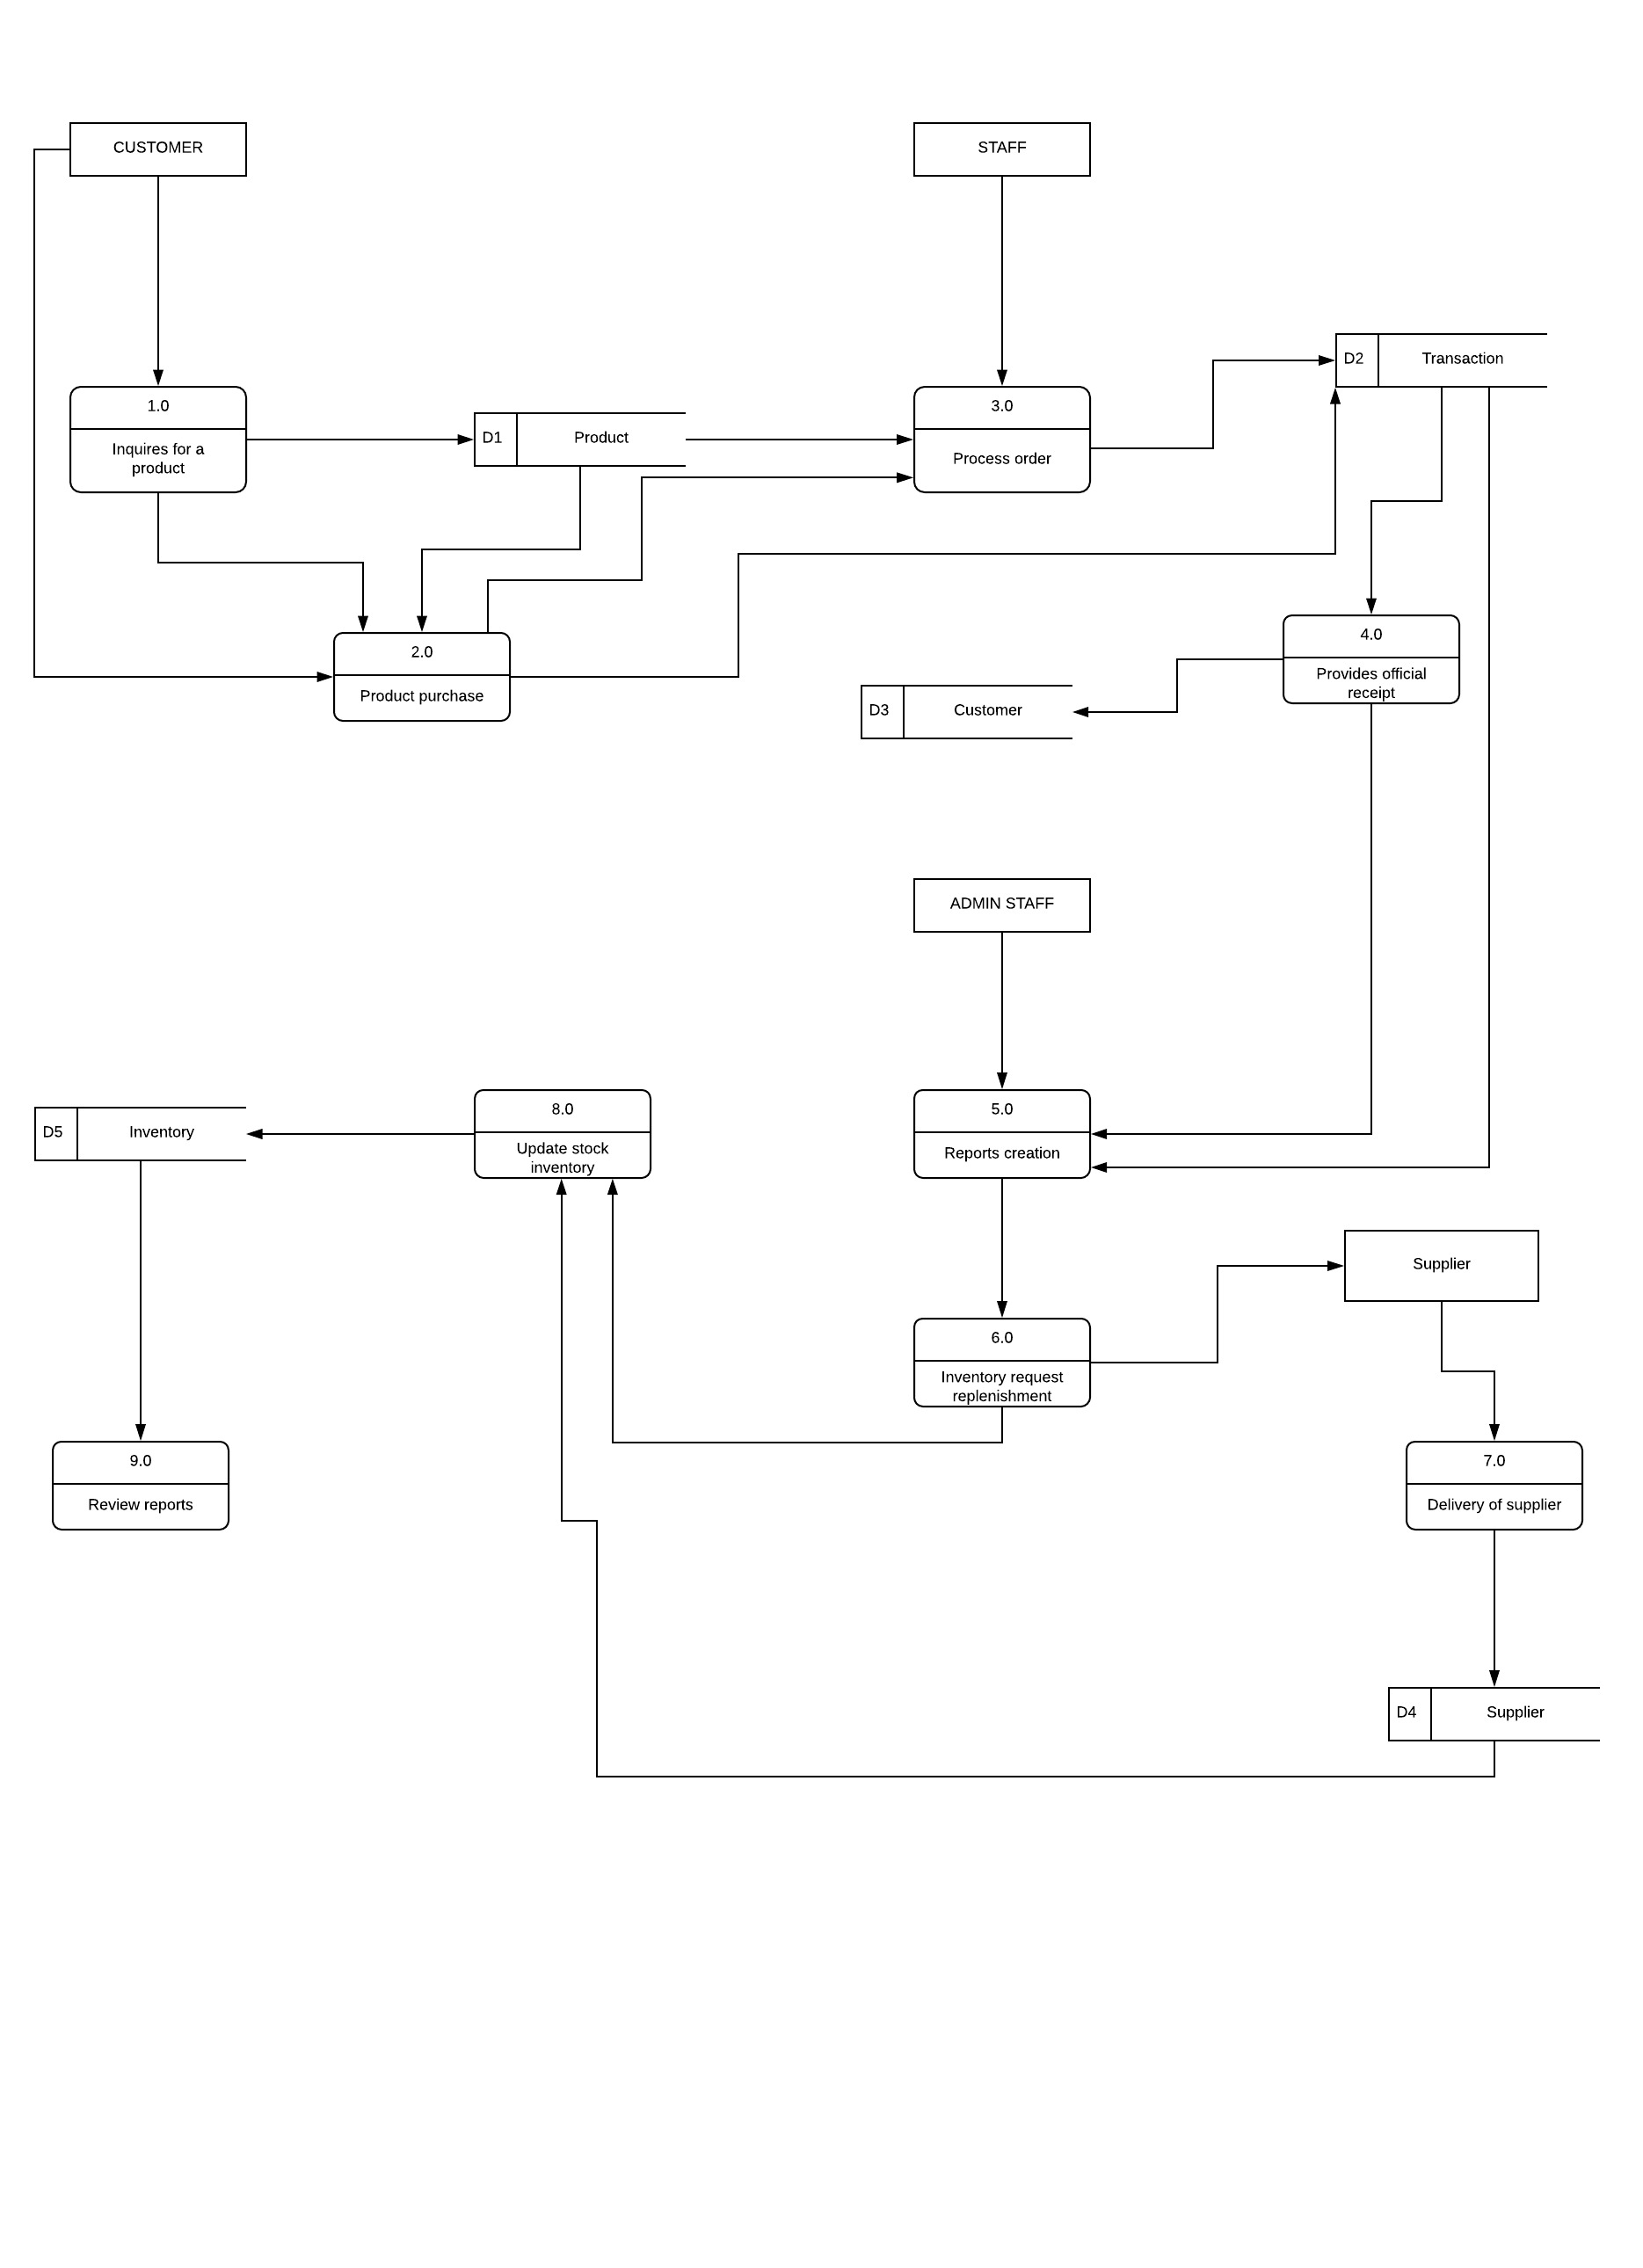 CUSTOMER
STAFF
D2
Transaction
1.0
Inquires for a
product
D1
Product
3.0
Process order
2.0
Product purchase
4.0
Provides official
receipt
D3
Customer
ADMIN STAFF
D5
Inventory
8.0
Update stock
inventory
5.0
Reports creation
Supplier
6.0
Inventory request
replenishment
9.0
Review reports
7.0
Delivery of supplier
D4
Supplier